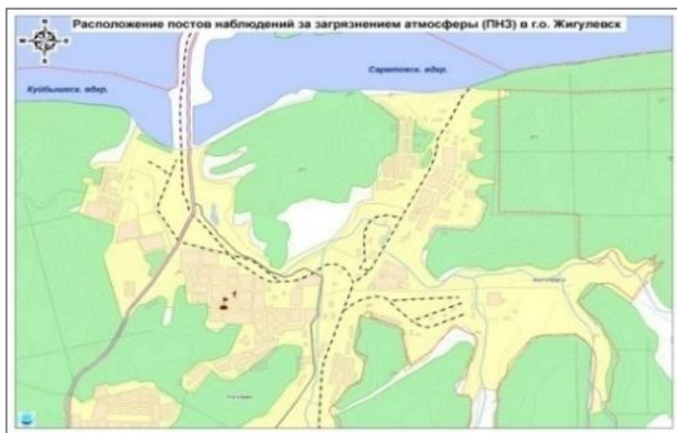 Расположение постов наблюдений за загрязнением атмосферы (ПНЗ) в г.о. Жигулевск
Саратовск. вдхр.
Куйбышевск. вдхр.